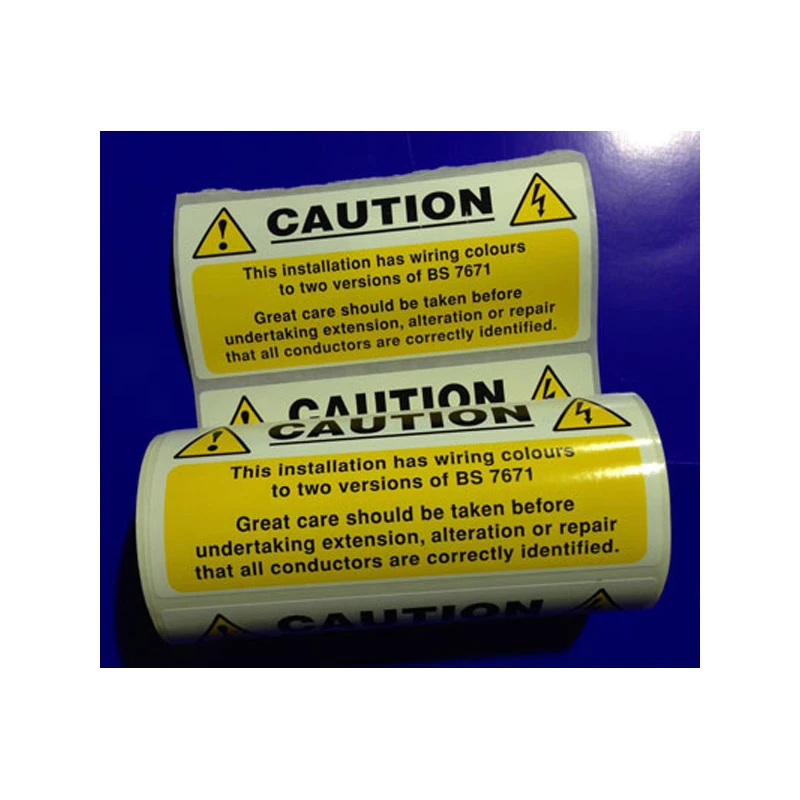 CAUTION
This installation has wiring colours
to two versions of BS 7671
Great care should be taken before
undertaking extension, alteration or repair
that all conductors are correctly identified.
CAUTION
CAUTION
This installation has wiring colours
to two versions of BS 7671
Great care should be taken before
undertaking extension, alteration or repair
that all conductors are correctly identified.
CAUTION